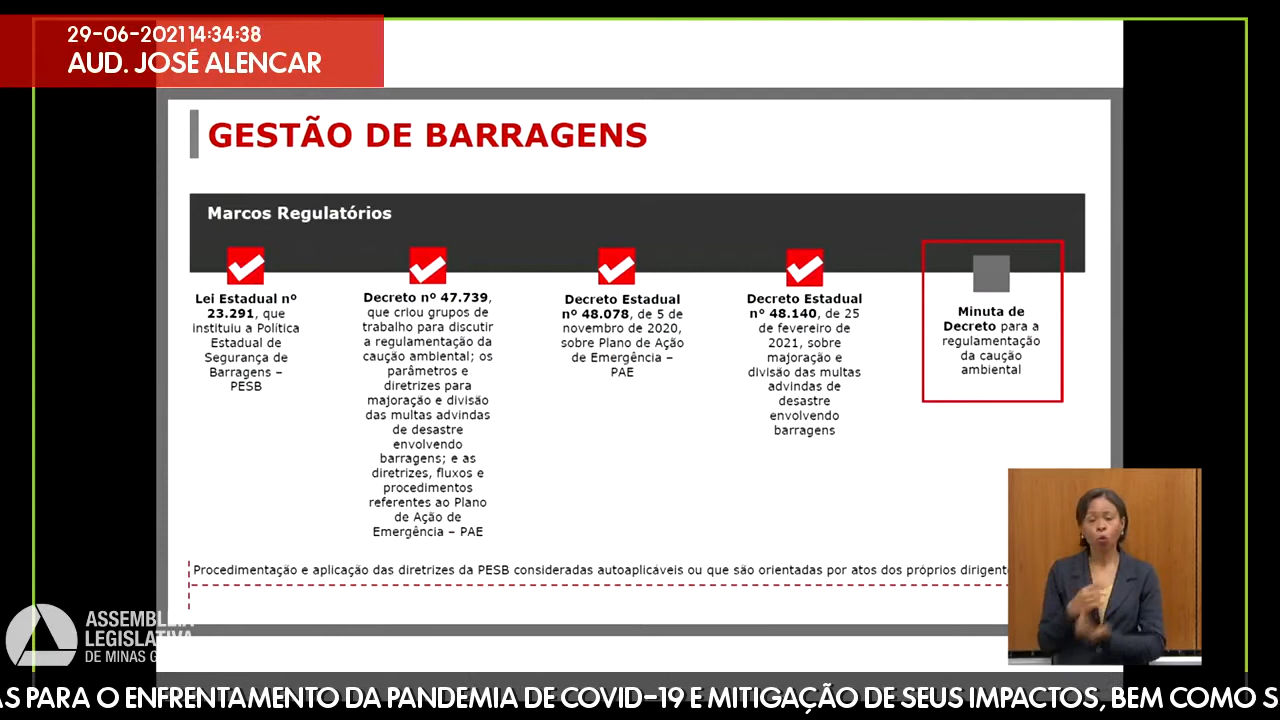 29-06-2021 14:34:38
AUD. JOSÉ ALENCAR
GESTÃO DE BARRAGENS
Marcos Regulatórios
Lei Estadual nº
23.291, que
instituiu a Política
Estadual de
Segurança de
Barragens –
PESB
Decreto nº 47.739,
que criou grupos de
trabalho para discutir
a regulamentação da
caução ambiental; os
parâmetros e
diretrizes para
majoração e divisão
das multas advindas
de desastre
envolvendo
barragens; e as
diretrizes, fluxos e
procedimentos
referentes ao Plano
de Ação de
Emergência – PAE
Decreto Estadual
nº 48.078, de 5 de
novembro de 2020,
sobre Plano de Ação
de Emergência –
PAE
Decreto Estadual
n° 48.140, de 25
de fevereiro de
2021, sobre
majoração e
divisão das multas
advindas de
desastre
envolvendo
barragens
Minuta de
Decreto para a
regulamentação
da caução
ambiental
Procedimentação e aplicação das diretrizes da PESB consideradas autoaplicáveis ou que são orientadas por atos dos próprios dirigent
ASSEMBLEIA
LEGISLATIVA
DE MINAS G
AS PARA O ENFRENTAMENTO DA PANDEMIA DE COVID-19 E MITIGAÇÃO DE SEUS IMPACTOS, BEM COMO S